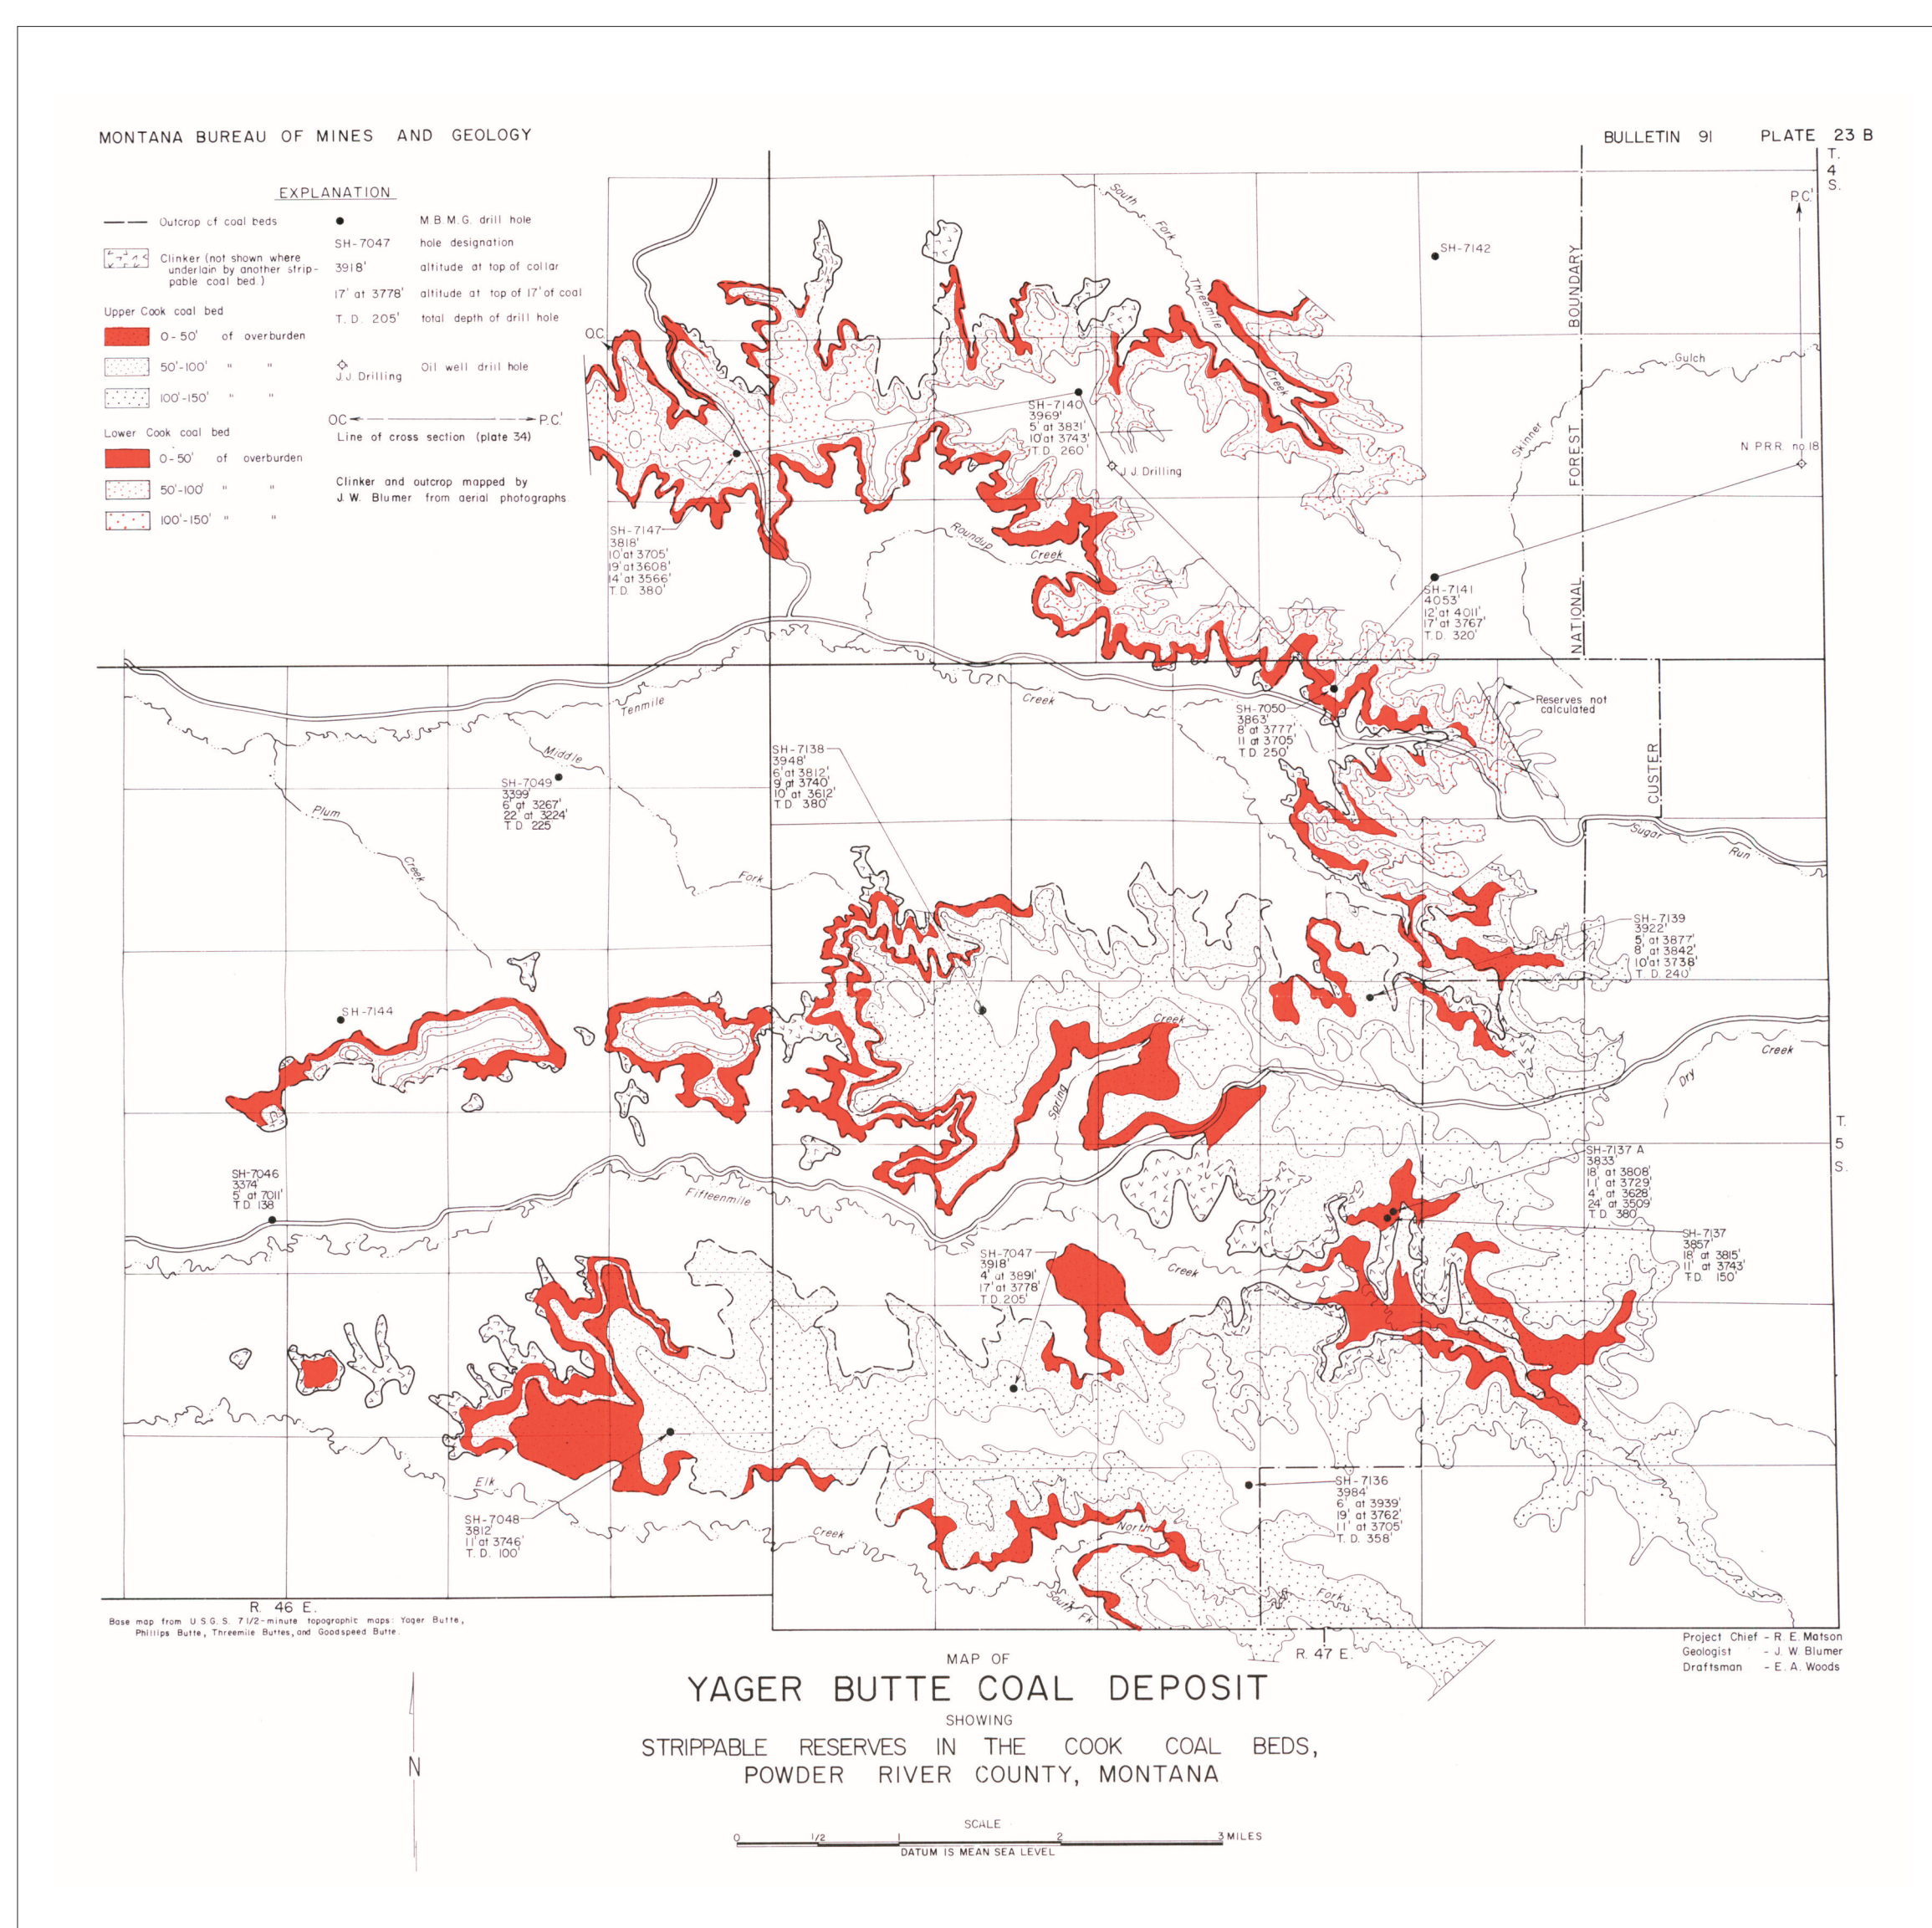 MONTANA BUREAU OF MINES AND GEOLOGY
BULLETIN 91 PLATE 23 B
T.
4
S.
EXPLANATION
Outcrop of coal beds
Clinker (not shown where
underlain by another strip-
pable coal bed.)
Upper Cook coal bed
0-50' of overburden
50'-100' " "
100'-150' " "
Lower Cook coal bed
0-50' of overburden
50'-100' " "
100'-150' " "
M.B.M.G. drill hole
SH-7047 hole designation
3918' altitude at top of collar
17' at 3778' altitude at top of 17' of coal
T. D. 205' total depth of drill hole
J.J. Drilling Oil well drill hole
OC P.C.'
Line of cross section (plate 34)
Clinker and outcrop mapped by
J. W. Blumer from aerial photographs
P.C.'
O.C.
South Fork Threemile Creek
SH-7142
NATIONAL FOREST BOUNDARY
Skinner Gulch
N.P.R.R. no.18
SH-7140
3969'
5' at 3831'
10' at 3743'
T.D. 260'
J.J. Drilling
SH-7147
3818'
10' at 3705'
19' at 3608'
14' at 3566'
T.D. 380'
Roundup Creek
SH-7141
4053'
12' at 4011'
17' at 3767'
T.D. 320'
Reserves not
calculated
CUSTER
Tenmile Creek
SH-7050
3863'
8' at 3777'
11 at 3705'
T.D. 250'
Middle Fork
SH-7049
3399'
6' at 3267'
22' at 3224'
T.D. 225'
SH-7138
3948'
6' at 3812'
9' at 3740'
10' at 3612'
T.D. 380'
Plum Creek
Sugar Run
SH-7139
3922'
5' at 3877'
8' at 3842'
10' at 3738'
T. D. 240'
SH-7144
Spring Creek
Dry Creek
T.
5
S.
SH-7046
3374'
5' at 7011'
T.D. 138
Fifteenmile Creek
SH-7137 A
3833'
18' at 3808'
11' at 3729'
4' at 3628'
24' at 3509'
T.D. 380'
SH-7137
3857'
18' at 3815'
11' at 3743'
T.D. 150'
SH-7047
3918'
4' at 3891'
17' at 3778'
T.D. 205'
SH-7136
3984'
6' at 3939'
19' at 3762'
11' at 3705'
T. D. 358'
Elk Creek
SH-7048
3812'
11' at 3746'
T. D. 100'
North Fork
South Fk
R. 46 E.
R. 47 E.
Base map from U.S.G.S. 7 1/2-minute topographic maps: Yager Butte,
Phillips Butte, Threemile Buttes, and Goodspeed Butte.
Project Chief - R. E. Matson
Geologist - J. W. Blumer
Draftsman - E. A. Woods
MAP OF
YAGER BUTTE COAL DEPOSIT
SHOWING
STRIPPABLE RESERVES IN THE COOK COAL BEDS,
POWDER RIVER COUNTY, MONTANA
N
SCALE
0 1/2 1 2 3 MILES
DATUM IS MEAN SEA LEVEL